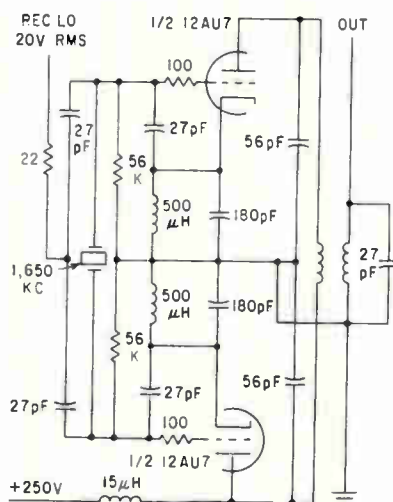 REC LO
20V RMS
1/2 12AU7
OUT
100
27
pF
27pF
56pF
22
56
K
500
μH
180pF
1,650
KC
27
pF
500
μH
180pF
56
K
27pF
27pF
56pF
100
1/2 12AU7
+250V
15μH